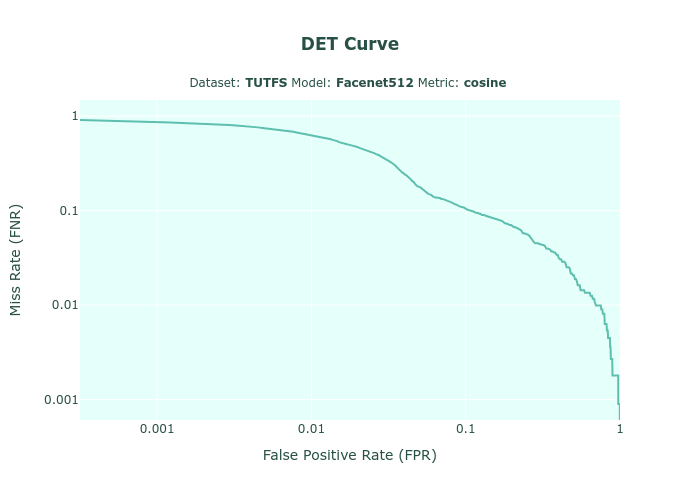 DET Curve
Dataset: TUTFS Model: Facenet512 Metric: cosine
1
0.1
0.01
0.001
Miss Rate (FNR)
0.001
0.01
0.1
1
False Positive Rate (FPR)